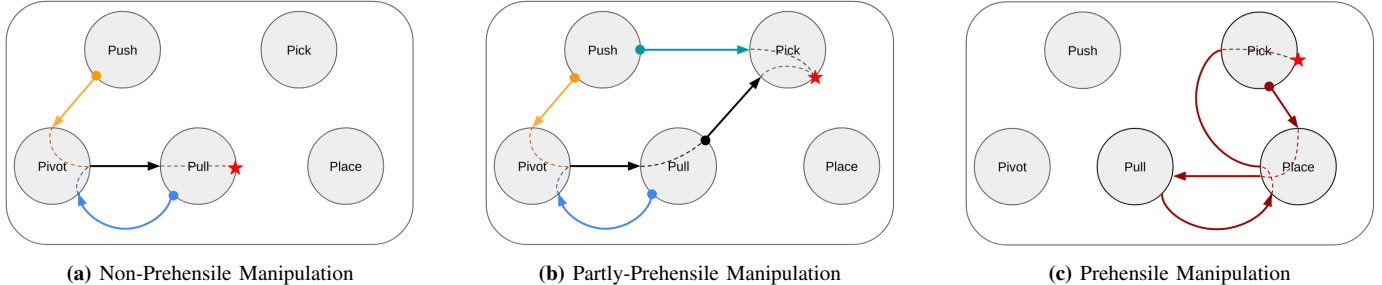 Push
Pick
Pivot
Pull
Place
(a) Non-Prehensile Manipulation
Push
Pick
Pivot
Pull
Place
(b) Partly-Prehensile Manipulation
Push
Pick
Pivot
Pull
Place
(c) Prehensile Manipulation